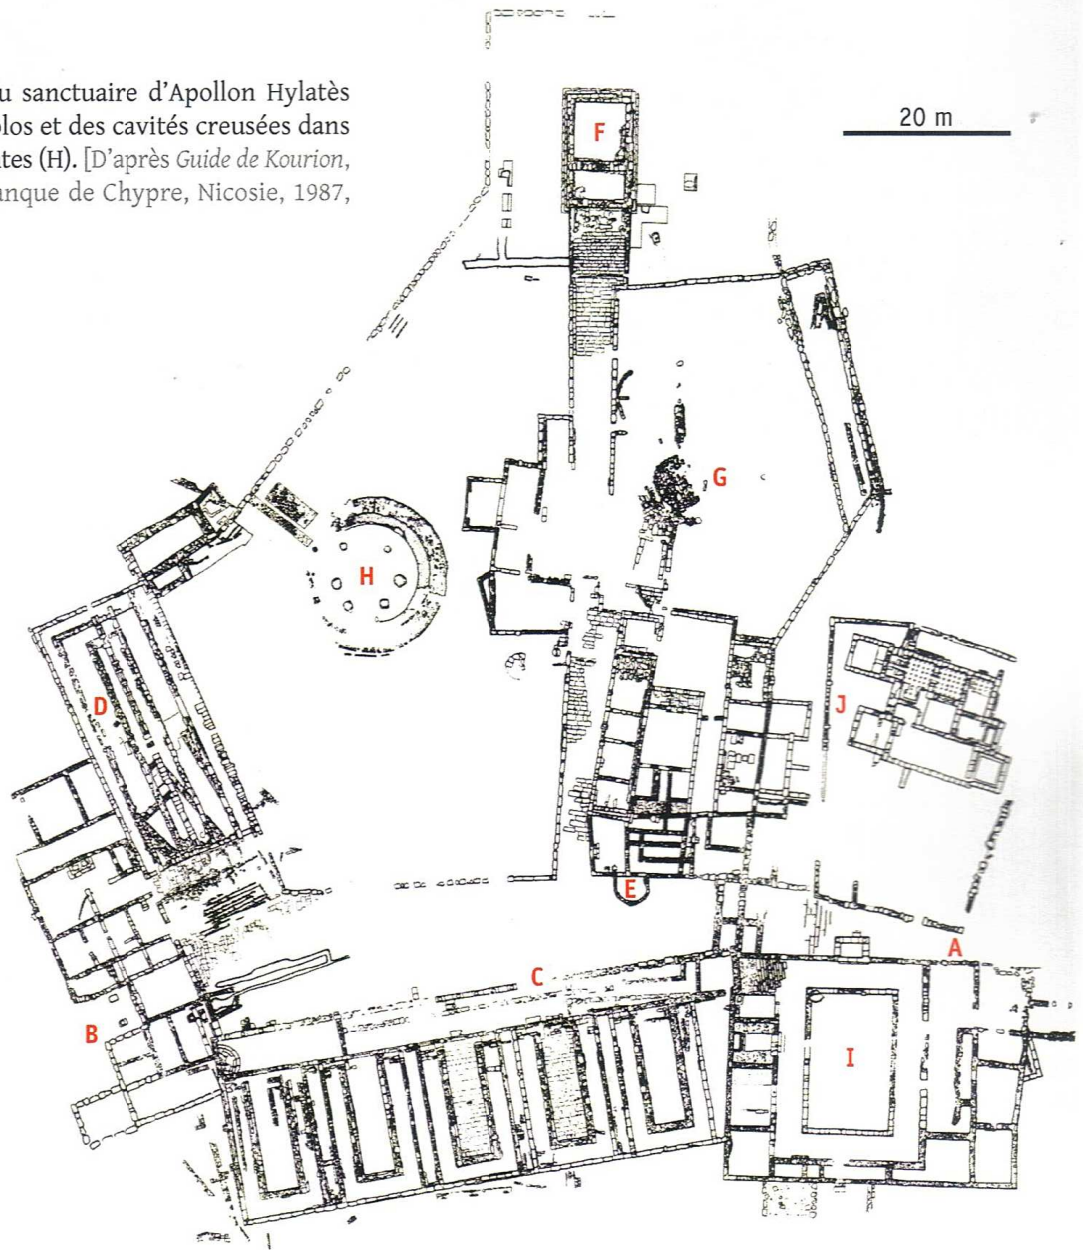 u sanctuaire d'Apollon Hylatès
olos et des cavités creusées dans
tes (H). [D'après Guide de Kourion,
anque de Chypre, Nicosie, 1987,
20 m
F
G
H
D
J
E
A
C
B
I